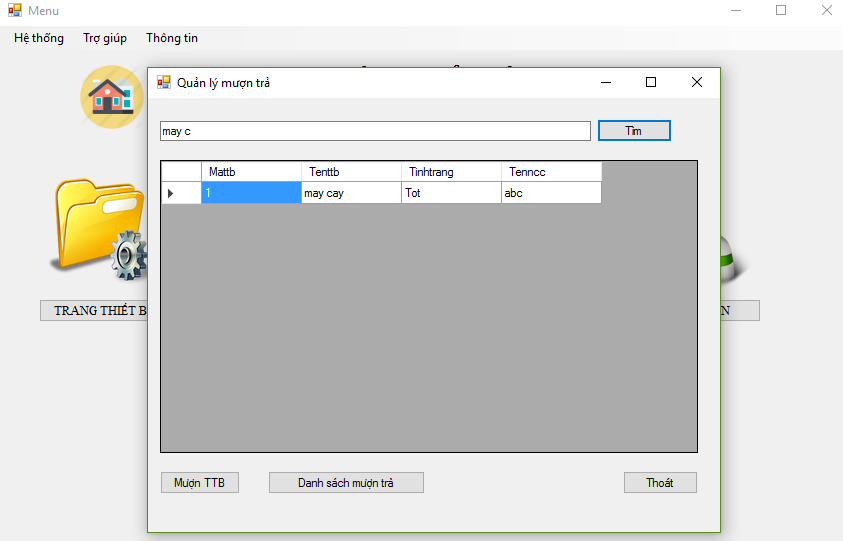 Menu
Hệ thống Trợ giúp Thông tin
Quản lý mượn trả
may c Tìm
Mattb Tenttb Tinhtrang Tenncc
1 may cay Tot abc
TRANG THIẾT B
N
Mượn TTB Danh sách mượn trả Thoát